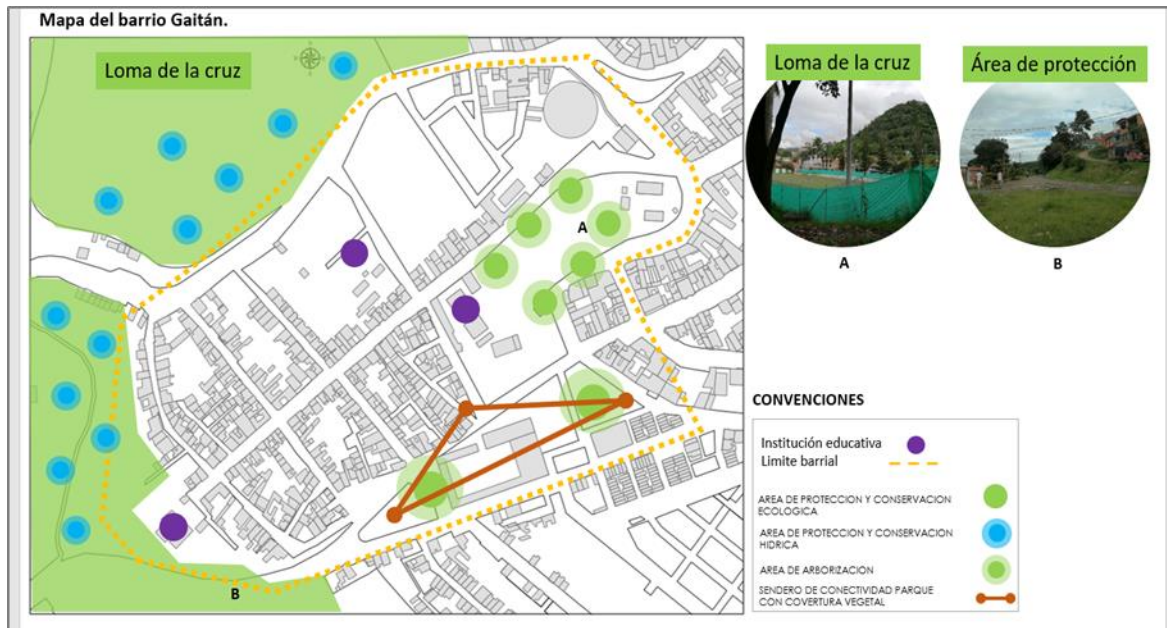 Mapa del barrio Gaitán.
Loma de la cruz
A
B
Loma de la cruz
A
Área de protección
B
CONVENCIONES
Institución educativa
Limite barrial
AREA DE PROTECCION Y CONSERVACION
ECOLOGICA
AREA DE PROTECCION Y CONSERVACION
HIDRICA
AREA DE ARBORIZACION
SENDERO DE CONECTIVIDAD PARQUE
CON COVERTURA VEGETAL